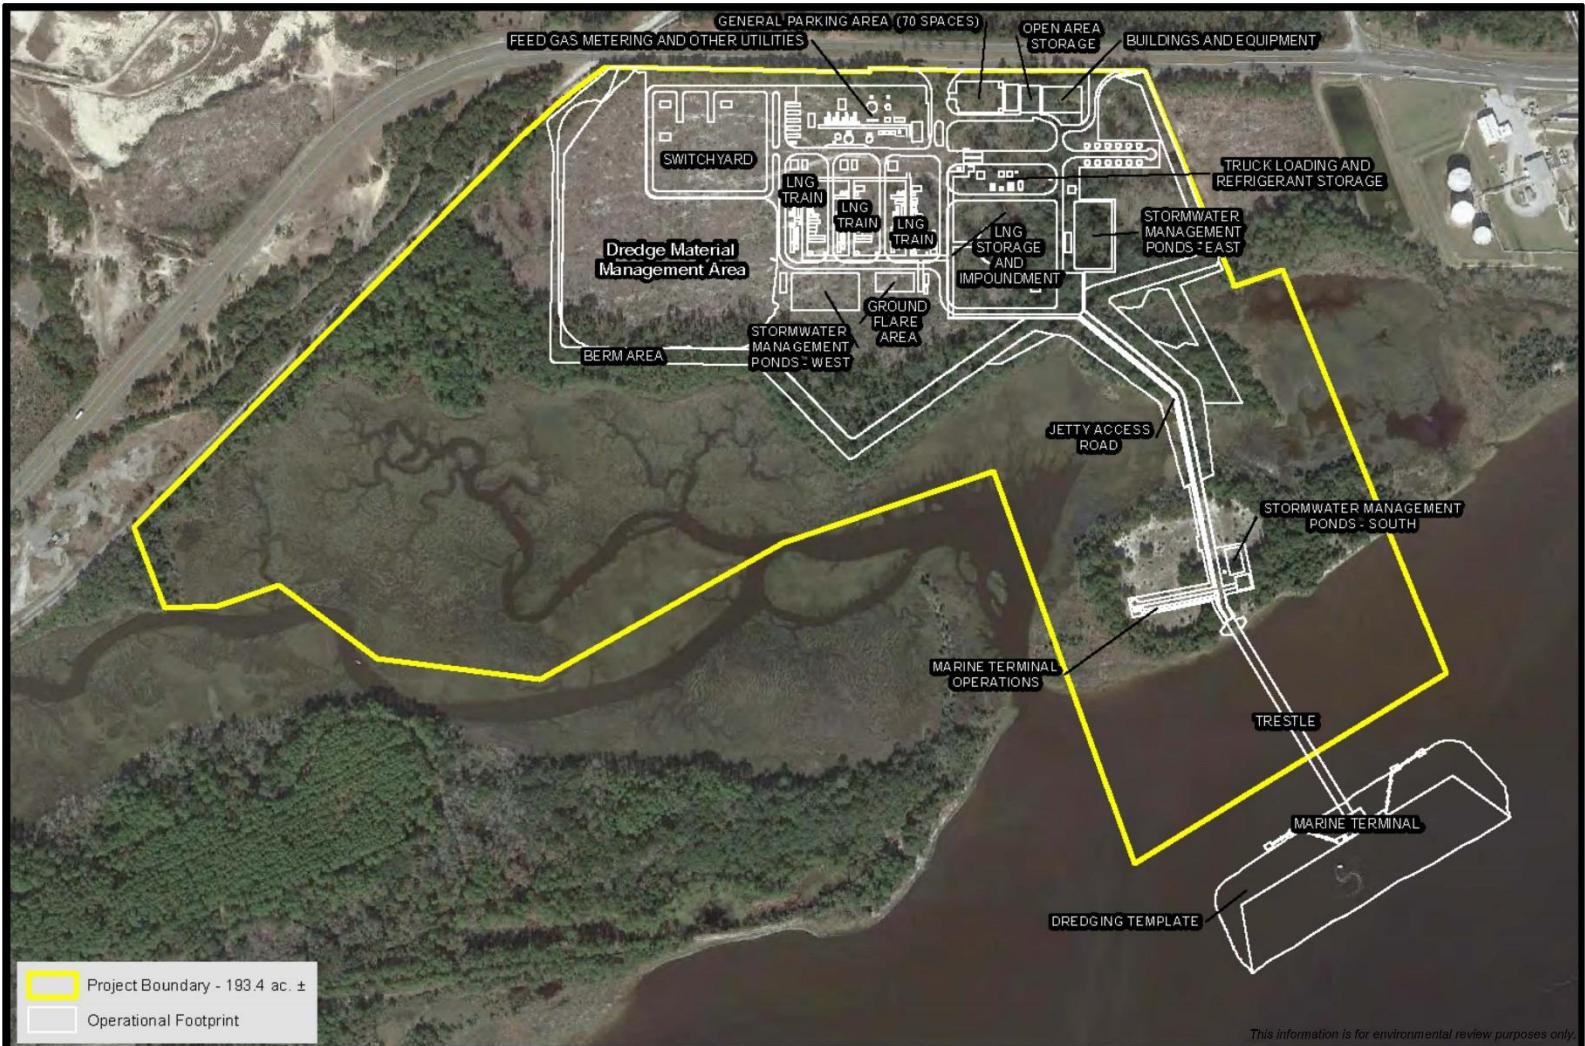 GENERAL PARKING AREA (70 SPACES)
FEED GAS METERING AND OTHER UTILITIES
OPEN AREA
STORAGE
BUILDINGS AND EQUIPMENT
SWITCHYARD
TRUCK LOADING AND
REFRIGERANT STORAGE
LNG
TRAIN
LNG
TRAIN
LNG
TRAIN
STORMWATER
MANAGEMENT
PONDS - EAST
LNG
STORAGE
AND
IMPOUNDMENT
Dredge Material
Management Area
GROUND
FLARE
AREA
STORMWATER
MANAGEMENT
PONDS - WEST
BERM AREA
JETTY ACCESS
ROAD
STORMWATER MANAGEMENT
PONDS - SOUTH
MARINE TERMINAL
OPERATIONS
TRESTLE
MARINE TERMINAL
DREDGING TEMPLATE
Project Boundary - 193.4 ac. ±
Operational Footprint
This information is for environmental review purposes only.